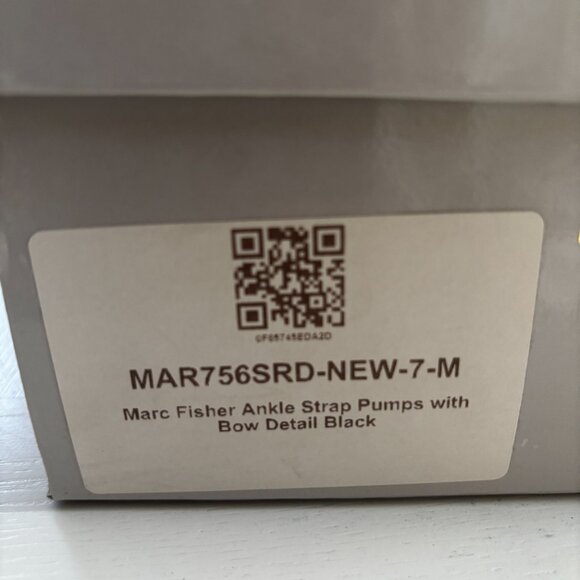 MAR756SRD-NEW-7-M
Marc Fisher Ankle Strap Pumps with
Bow Detail Black